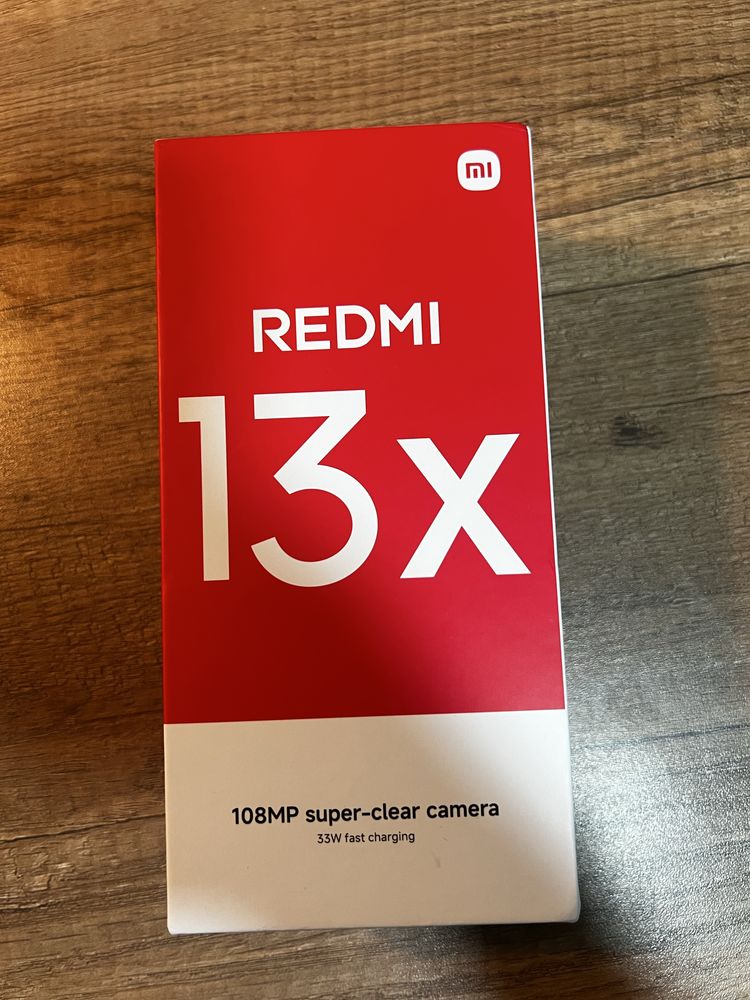 mi
REDMI
13x
108MP super-clear camera
33W fast charging